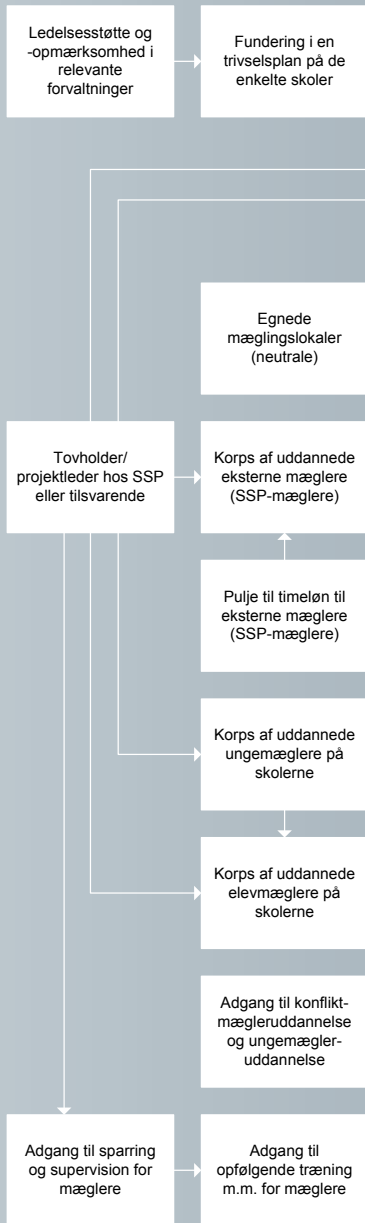 Ledelsesstøtte og
-opmærksomhed i
relevante
forvaltninger
Fundering i en
trivselsplan på de
enkelte skoler
Egnede
mæglingslokaler
(neutrale)
Tovholder/
projektleder hos SSP
eller tilsvarende
Korps af uddannede
eksterne mæglere
(SSP-mæglere)
Pulje til timeløn til
eksterne mæglere
(SSP-mæglere)
Korps af uddannede
ungemæglere på
skolerne
Korps af uddannede
elevmæglere på
skolerne
Adgang til konflikt-
mægleruddannelse
og ungemægler-
uddannelse
Adgang til sparring
og supervision for
mæglere
Adgang til
opfølgende træning
m.m. for mæglere